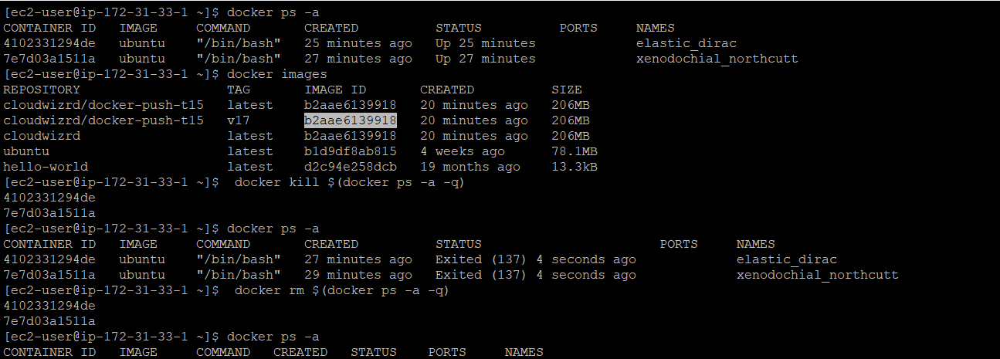 [ec2-user@ip-172-31-33-1 ~]$ docker ps -a
CONTAINER ID   IMAGE     COMMAND       CREATED          STATUS          PORTS     NAMES
4102331294de   ubuntu    "/bin/bash"   25 minutes ago   Up 25 minutes             elastic_dirac
7e7d03a1511a   ubuntu    "/bin/bash"   27 minutes ago   Up 27 minutes             xenodochial_northcutt
[ec2-user@ip-172-31-33-1 ~]$ docker images
REPOSITORY                   TAG       IMAGE ID       CREATED          SIZE
cloudwizrd/docker-push-t15   latest    b2aae6139918   20 minutes ago   206MB
cloudwizrd/docker-push-t15   v17       b2aae6139918   20 minutes ago   206MB
cloudwizrd                   latest    b2aae6139918   20 minutes ago   206MB
ubuntu                       latest    b1d9df8ab815   4 weeks ago      78.1MB
hello-world                  latest    d2c94e258dcb   19 months ago    13.3kB
[ec2-user@ip-172-31-33-1 ~]$  docker kill $(docker ps -a -q)
4102331294de
7e7d03a1511a
[ec2-user@ip-172-31-33-1 ~]$ docker ps -a
CONTAINER ID   IMAGE     COMMAND       CREATED          STATUS                       PORTS     NAMES
4102331294de   ubuntu    "/bin/bash"   27 minutes ago   Exited (137) 4 seconds ago             elastic_dirac
7e7d03a1511a   ubuntu    "/bin/bash"   29 minutes ago   Exited (137) 4 seconds ago             xenodochial_northcutt
[ec2-user@ip-172-31-33-1 ~]$  docker rm $(docker ps -a -q)
4102331294de
7e7d03a1511a
[ec2-user@ip-172-31-33-1 ~]$ docker ps -a
CONTAINER ID   IMAGE     COMMAND   CREATED   STATUS    PORTS     NAMES